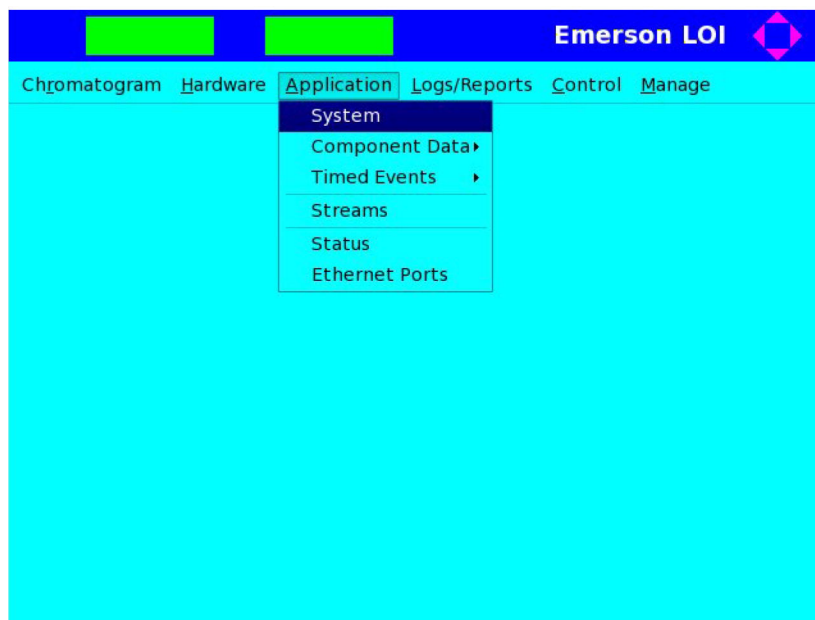 Emerson LOI
Chromatogram Hardware Application Logs/Reports Control Manage
System
Component Data
Timed Events
Streams
Status
Ethernet Ports